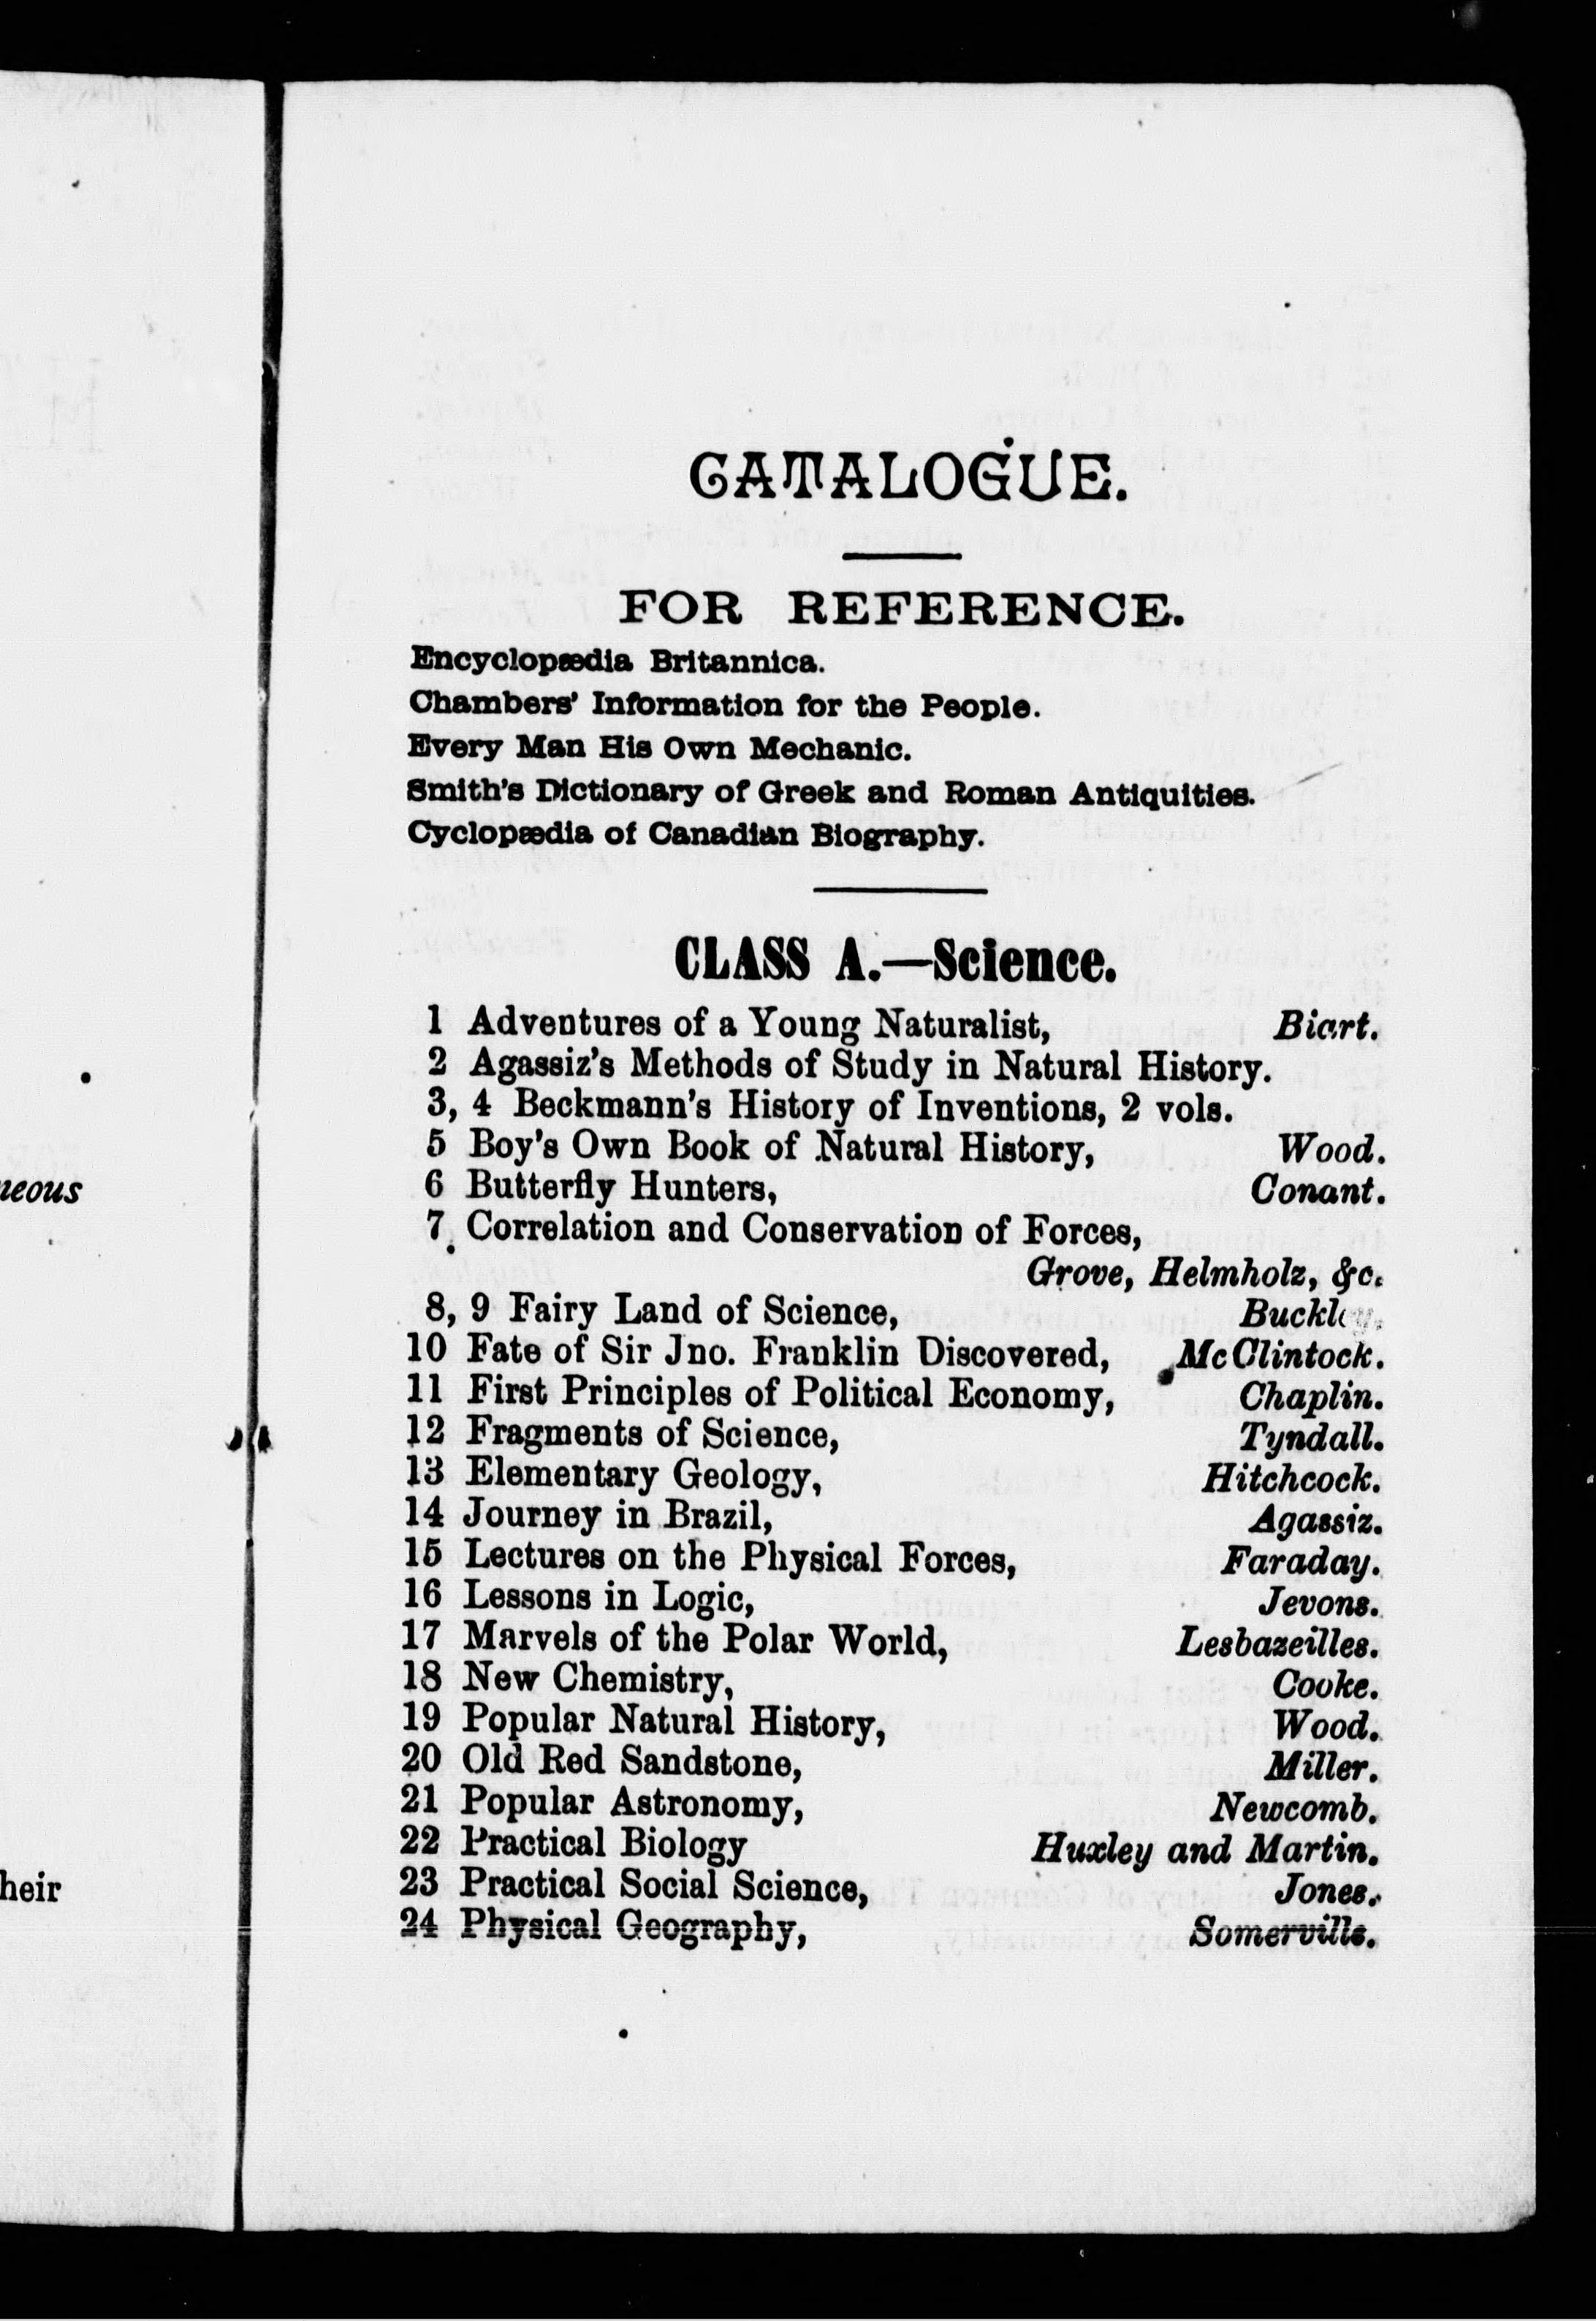 neous
heir
CATALOGUE.
FOR REFERENCE.
Encyclopædia Britannica.
Chambers' Information for the People.
Every Man His Own Mechanic.
Smith's Dictionary of Greek and Roman Antiquities.
Cyclopædia of Canadian Biography.
CLASS A.—Science.
1 Adventures of a Young Naturalist, Biart.
2 Agassiz's Methods of Study in Natural History.
3, 4 Beckmann's History of Inventions, 2 vols.
5 Boy's Own Book of Natural History, Wood.
6 Butterfly Hunters, Conant.
7 Correlation and Conservation of Forces,
Grove, Helmholz, &c.
8, 9 Fairy Land of Science, Buckley.
10 Fate of Sir Jno. Franklin Discovered, McClintock.
11 First Principles of Political Economy, Chaplin.
12 Fragments of Science, Tyndall.
13 Elementary Geology, Hitchcock.
14 Journey in Brazil, Agassiz.
15 Lectures on the Physical Forces, Faraday.
16 Lessons in Logic, Jevons.
17 Marvels of the Polar World, Lesbazeilles.
18 New Chemistry, Cooke.
19 Popular Natural History, Wood.
20 Old Red Sandstone, Miller.
21 Popular Astronomy, Newcomb.
22 Practical Biology Huxley and Martin.
23 Practical Social Science, Jones.
24 Physical Geography, Somerville.